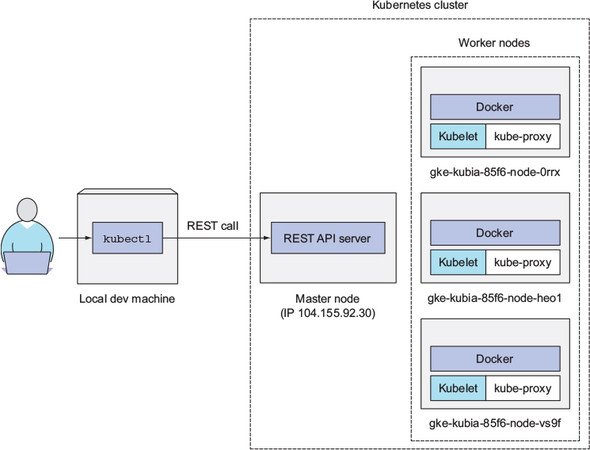 Kubernetes cluster
Worker nodes
Docker
Kubelet kube-proxy
gke-kubia-85f6-node-0rrx
kubectl
REST call
REST API server
Docker
Kubelet kube-proxy
gke-kubia-85f6-node-heo1
Local dev machine
Master node
(IP 104.155.92.30)
Docker
Kubelet kube-proxy
gke-kubia-85f6-node-vs9f